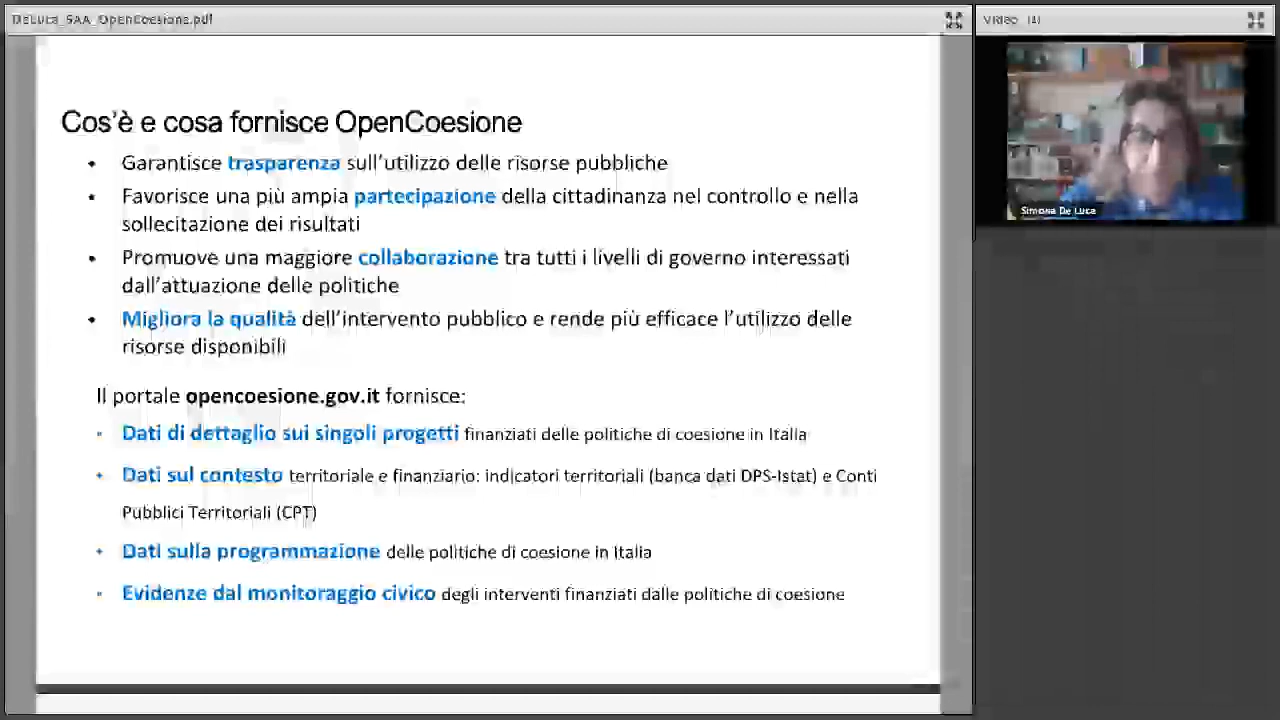 DeLuca_SAA_OpenCoesione.pdf
Video (1)
Simona De Luca
Cos'è e cosa fornisce OpenCoesione
• Garantisce trasparenza sull'utilizzo delle risorse pubbliche
• Favorisce una più ampia partecipazione della cittadinanza nel controllo e nella
sollecitazione dei risultati
• Promuove una maggiore collaborazione tra tutti i livelli di governo interessati
dall'attuazione delle politiche
• Migliora la qualità dell'intervento pubblico e rende più efficace l'utilizzo delle
risorse disponibili
Il portale opencoesione.gov.it fornisce:
• Dati di dettaglio sui singoli progetti finanziati delle politiche di coesione in Italia
• Dati sul contesto territoriale e finanziario: indicatori territoriali (banca dati DPS-Istat) e Conti
Pubblici Territoriali (CPT)
• Dati sulla programmazione delle politiche di coesione in Italia
• Evidenze dal monitoraggio civico degli interventi finanziati dalle politiche di coesione